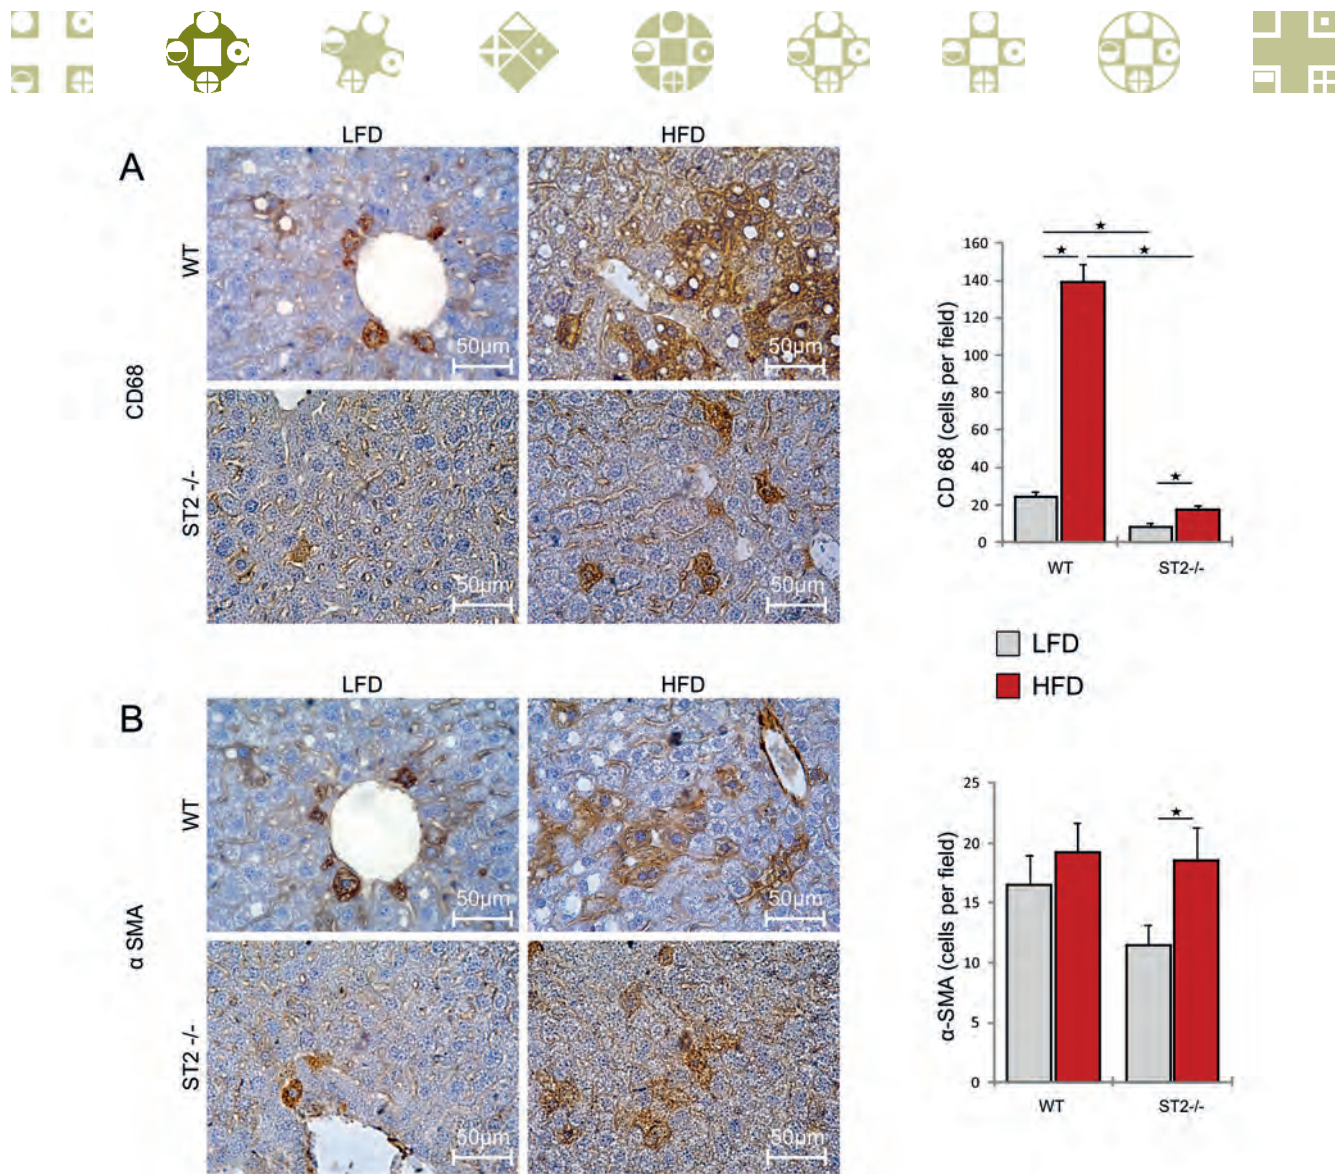 LFD HFD
A
WT
50µm 50µm
CD68
ST2 -/-
50µm 50µm
★
★ ★
★
CD 68 (cells per field)
160
140
120
100
80
60
40
20
0
WT ST2-/-
LFD
HFD
LFD HFD
B
WT
50µm 50µm
α SMA
ST2 -/-
50µm 50µm
★
α-SMA (cells per field)
25
20
15
10
5
0
WT ST2-/-